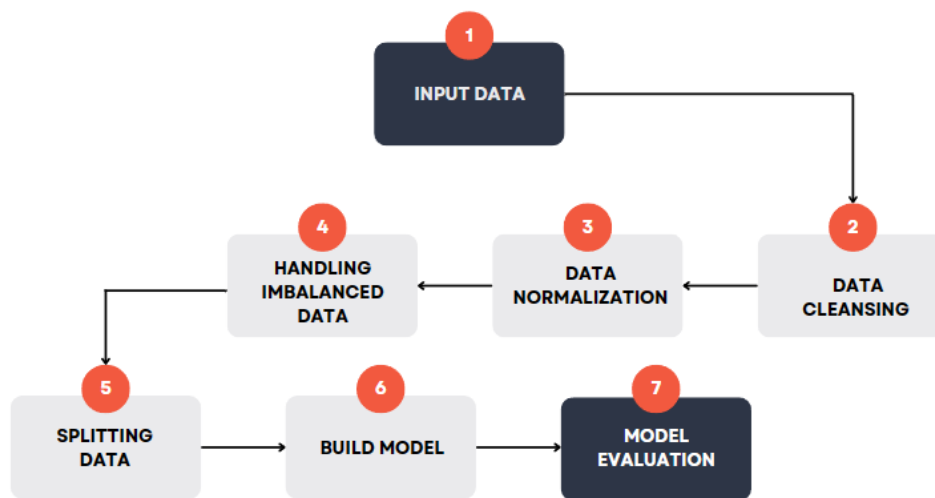 1
INPUT DATA
2
DATA
CLEANSING
3
DATA
NORMALIZATION
4
HANDLING
IMBALANCED
DATA
5
SPLITTING
DATA
6
BUILD MODEL
7
MODEL
EVALUATION